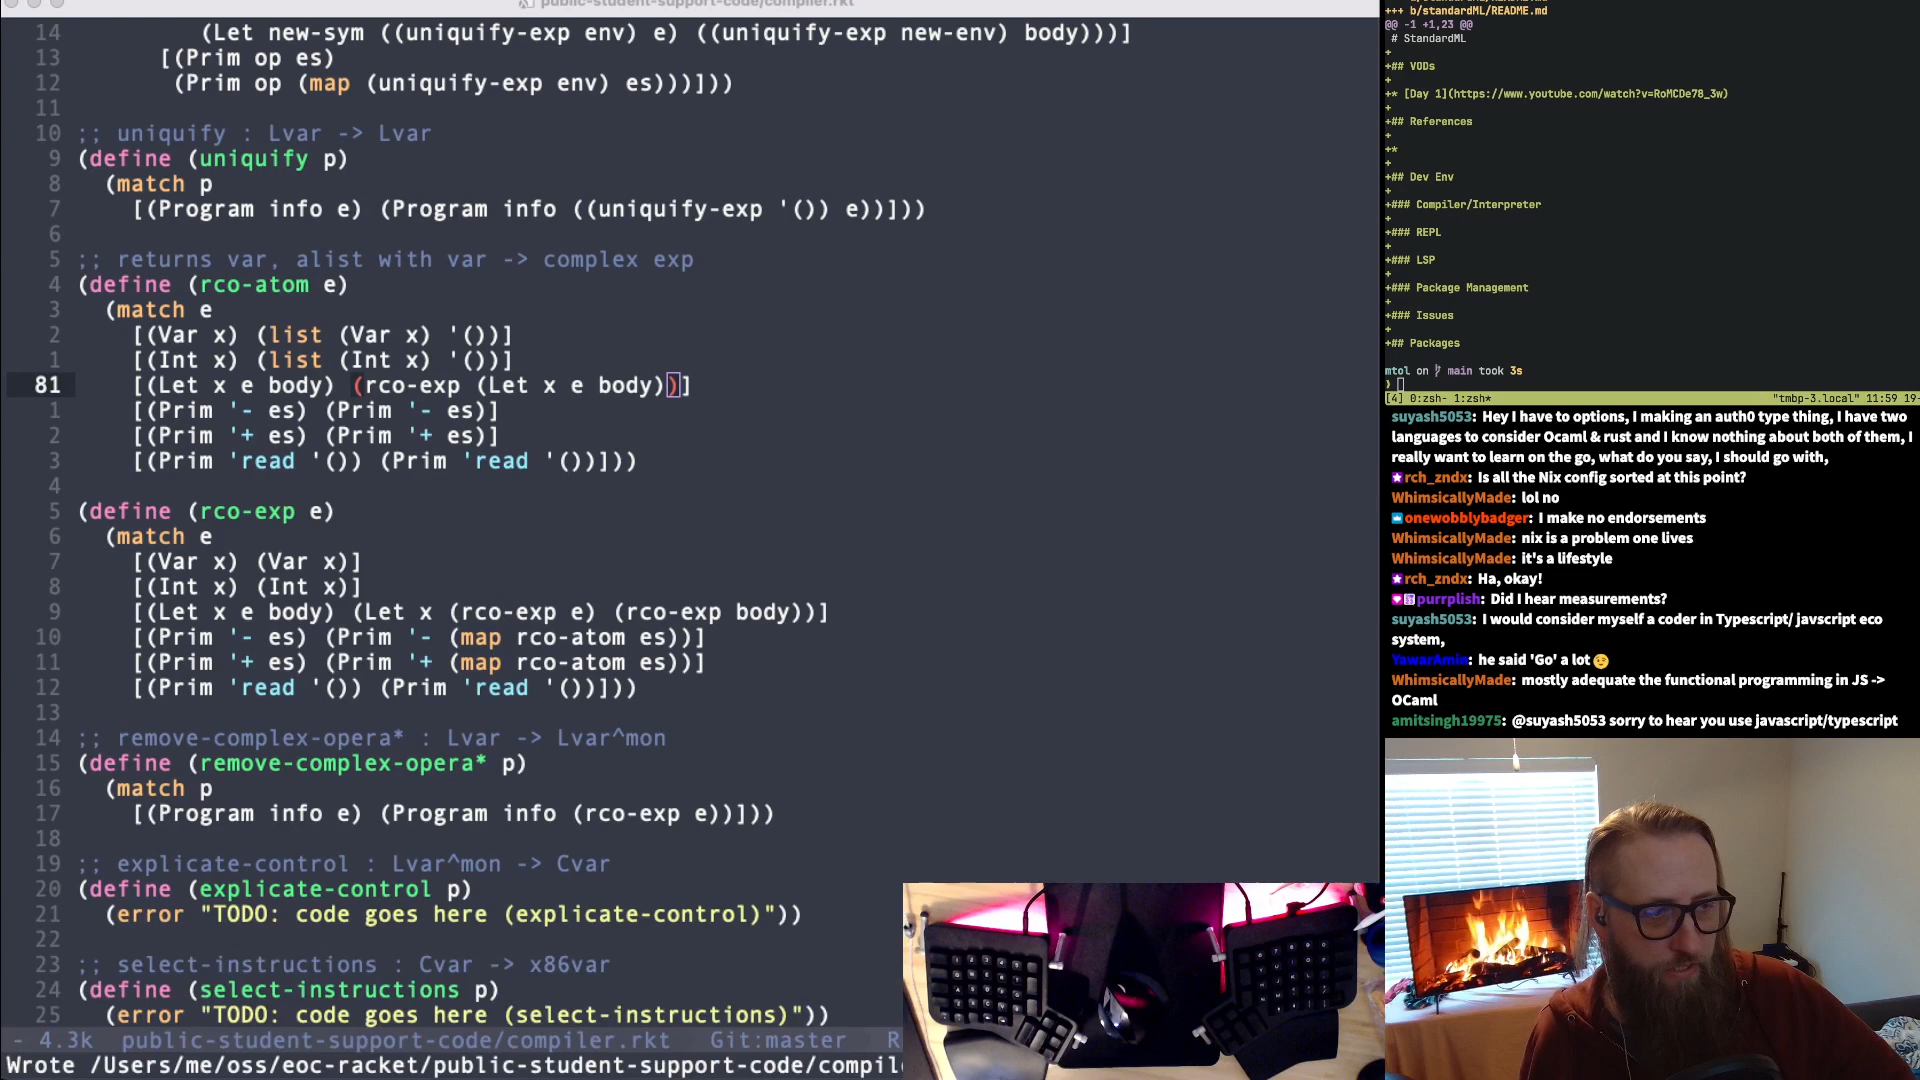 public-student-support-code/compiler.rkt
14 (Let new-sym ((uniquify-exp env) e) ((uniquify-exp new-env) body)))]
13 [(Prim op es)
12 (Prim op (map (uniquify-exp env) es)))]))
11
10 ;; uniquify : Lvar -> Lvar
9 (define (uniquify p)
8 (match p
7 [(Program info e) (Program info ((uniquify-exp '()) e))]))
6
5 ;; returns var, alist with var -> complex exp
4 (define (rco-atom e)
3 (match e
2 [(Var x) (list (Var x) '())]
1 [(Int x) (list (Int x) '())]
81 [(Let x e body) (rco-exp (Let x e body))]
1 [(Prim '- es) (Prim '- es)]
2 [(Prim '+ es) (Prim '+ es)]
3 [(Prim 'read '()) (Prim 'read '())]))
4
5 (define (rco-exp e)
6 (match e
7 [(Var x) (Var x)]
8 [(Int x) (Int x)]
9 [(Let x e body) (Let x (rco-exp e) (rco-exp body))]
10 [(Prim '- es) (Prim '- (map rco-atom es))]
11 [(Prim '+ es) (Prim '+ (map rco-atom es))]
12 [(Prim 'read '()) (Prim 'read '())]))
13
14 ;; remove-complex-opera* : Lvar -> Lvar^mon
15 (define (remove-complex-opera* p)
16 (match p
17 [(Program info e) (Program info (rco-exp e))]))
18
19 ;; explicate-control : Lvar^mon -> Cvar
20 (define (explicate-control p)
21 (error "TODO: code goes here (explicate-control)"))
22
23 ;; select-instructions : Cvar -> x86var
24 (define (select-instructions p)
25 (error "TODO: code goes here (select-instructions)"))
- 4.3k public-student-support-code/compiler.rkt Git:master R
Wrote /Users/me/oss/eoc-racket/public-student-support-code/compil
+++ b/standardML/README.md
@@ -1 +1,23 @@
# StandardML
+
+## VODs
+
+* [Day 1](https://www.youtube.com/watch?v=RoMCDe78_3w)
+
+## References
+
+*
+
+## Dev Env
+
+### Compiler/Interpreter
+
+### REPL
+
+### LSP
+
+### Package Management
+
+### Issues
+
+## Packages
mtol on main took 3s
[4] 0:zsh- 1:zsh* "tmbp-3.local" 11:59 19-
suyash5053: Hey I have to options, I making an auth0 type thing, I have two
languages to consider Ocaml & rust and I know nothing about both of them, I
really want to learn on the go, what do you say, I should go with,
rch_zndx: Is all the Nix config sorted at this point?
WhimsicallyMade: lol no
onewobblybadger: I make no endorsements
WhimsicallyMade: nix is a problem one lives
WhimsicallyMade: it's a lifestyle
rch_zndx: Ha, okay!
purrplish: Did I hear measurements?
suyash5053: I would consider myself a coder in Typescript/ javscript eco
system,
YawarAmin: he said 'Go' a lot
WhimsicallyMade: mostly adequate the functional programming in JS ->
OCaml
amitsingh19975: @suyash5053 sorry to hear you use javascript/typescript